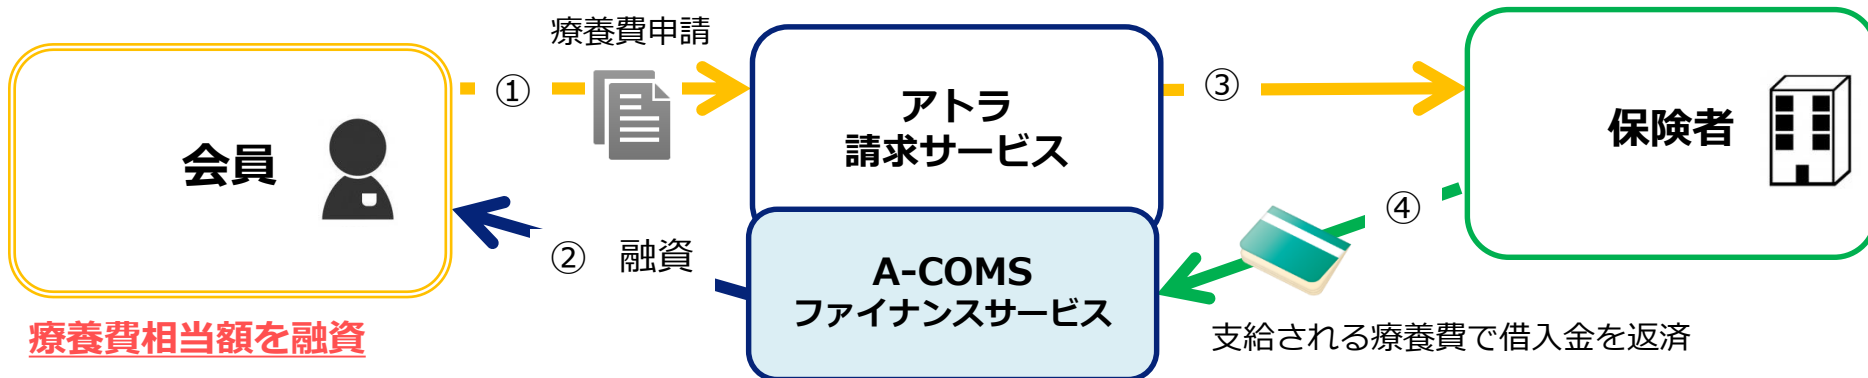 療養費申請
①
会員
アトラ
請求サービス
③
保険者
② 融資
④
A-COMS
ファイナンスサービス
療養費相当額を融資
支給される療養費で借入金を返済